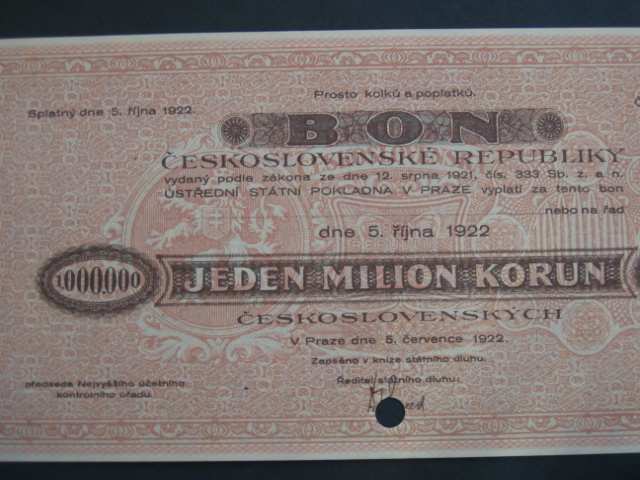 Prosto kolků a poplatků.
Splatný dne 5. října 1922.
BON
ČESKOSLOVENSKÉ REPUBLIKY
vydaný podle zákona ze dne 12. srpna 1921, čís. 333 Sb. z. a n.
ÚSTŘEDNÍ STÁTNÍ POKLADNA V PRAZE vyplatí za tento bon
nebo na řad
dne 5. října 1922
1,000.000 JEDEN MILION KORUN
ČESKOSLOVENSKÝCH
V Praze dne 5. července 1922.
Zapsáno v knize státního dluhu.
předseda Nejvyššího účetního
kontrolního úřadu.
Ředitel státního dluhu: